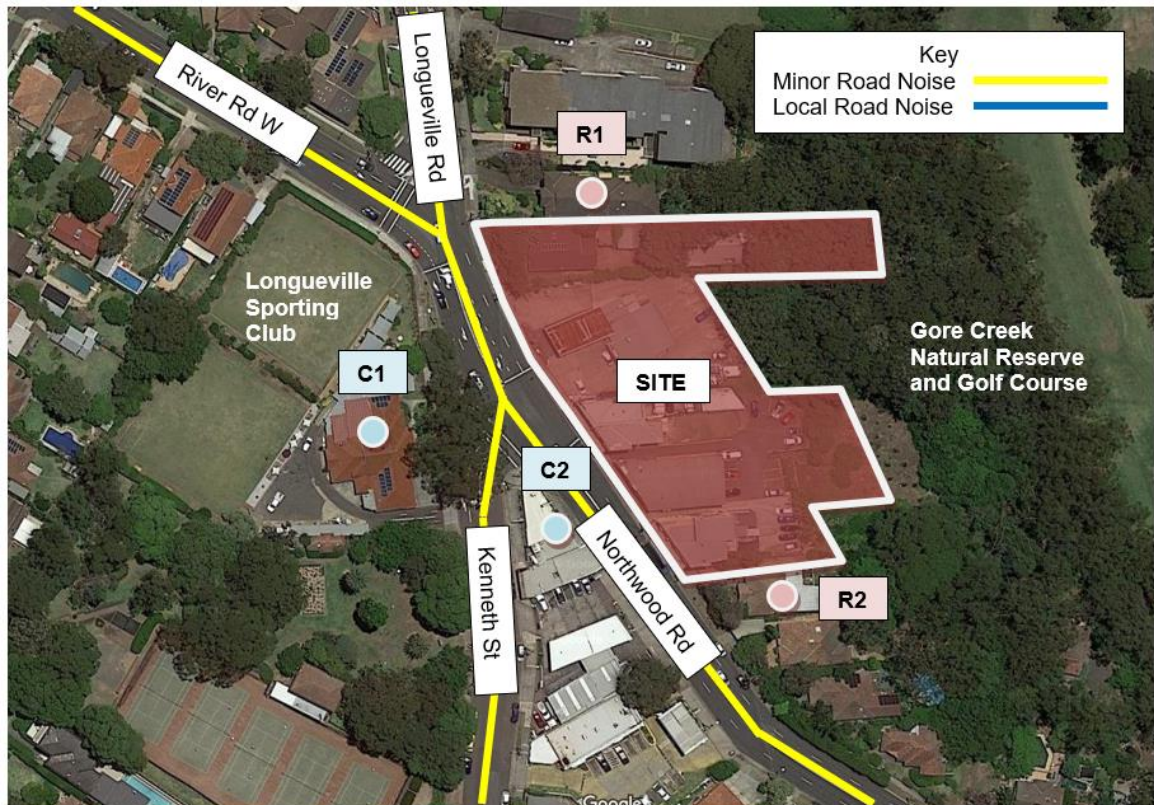 Key
Minor Road Noise
Local Road Noise
River Rd W
Longueville Rd
R1
Longueville
Sporting
Club
C1
SITE
Gore Creek
Natural Reserve
and Golf Course
C2
Kenneth St
Northwood Rd
R2
Google